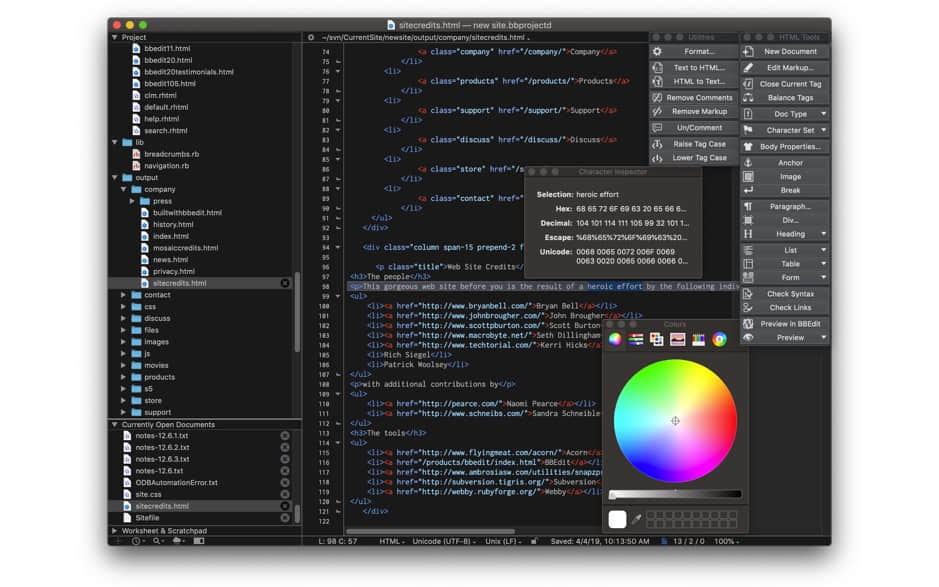 sitecredits.html — new site.bbprojectd
Project
bbedit11.html
bbedit20.html
bbedit20testimonials.html
bbedit105.html
clm.rhtml
default.rhtml
help.rhtml
search.rhtml
lib
breadcrumbs.rb
navigation.rb
output
company
press
builtwithbbedit.html
history.html
index.html
mosaiccredits.html
news.html
privacy.html
sitecredits.html
contact
css
discuss
files
images
js
movies
products
s5
store
support
Currently Open Documents
notes-12.6.1.txt
notes-12.6.2.txt
notes-12.6.3.txt
notes-12.6.txt
ODBAutomationError.txt
site.css
sitecredits.html
Sitefile
Worksheet & Scratchpad
~/svn/CurrentSite/newsite/output/company/sitecredits.html
74 <a class="company" href="/company/">Company</a>
75 </li>
76 <li>
77 <a class="products" href="/products/">Products</a>
78 </li>
79 <li>
80 <a class="support" href="/support/">Support</a>
81 </li>
82 <li>
83 <a class="discuss" href="/discuss/">Discuss</a>
84 </li>
85 <li>
86 <a class="store" href="/s
87 </li>
88 <li>
89 <a class="contact"
90 </li>
91 </ul>
92 </div>
93
94 <div class="column span-15 prepend-2 f
95
96 <p class="title">Web Site Credits</
97 <h3>The people</h3>
98 <p>This gorgeous web site before you is the result of a heroic effort by the following indiv
99 <ul>
100 <li><a href="http://www.bryanbell.com/">Bryan Bell</a></li>
101 <li><a href="http://www.johnbrougher.com/">John Brougher</a></li>
102 <li><a href="http://www.scottpburton.com/">Scott Burton
103 <li><a href="http://www.macrobyte.net/">Seth Dillingham
104 <li><a href="http://www.techtorial.com/">Kerri Hicks</a>
105 <li>Rich Siegel</li>
106 <li>Patrick Woolsey</li>
107 </ul>
108 <p>with additional contributions by</p>
109 <ul>
110 <li><a href="http://pearce.com/">Naomi Pearce</a></li>
111 <li><a href="http://www.schneibs.com/">Sandra Schneible
112 </ul>
113 <h3>The tools</h3>
114 <ul>
115 <li><a href="http://www.flyingmeat.com/acorn/">Acorn</a>
116 <li><a href="/products/bbedit/index.html">BBEdit</a></li
117 <li><a href="http://www.ambrosiasw.com/utilities/snapzpr
118 <li><a href="http://subversion.tigris.org/">Subversion</
119 <li><a href="http://webby.rubyforge.org/">Webby</a></li>
120 </ul>
121 </div>
122
L: 98 C: 57 HTML Unicode (UTF-8) Unix (LF) Saved: 4/4/19, 10:13:50 AM 13 / 2 / 0 100%
Utilities
Format...
Text to HTML...
HTML to Text...
Remove Comments
Remove Markup
Un/Comment
Raise Tag Case
Lower Tag Case
HTML Tools
New Document
Edit Markup...
Close Current Tag
Balance Tags
Doc Type
Character Set
Body Properties...
Anchor
Image
Break
Paragraph...
Div...
Heading
List
Table
Form
Check Syntax
Check Links
Preview in BBEdit
Preview
Character Inspector
Selection: heroic effort
Hex: 68 65 72 6F 69 63 20 65 66 6...
Decimal: 104 101 114 111 105 99 32 101 1...
Escape: %68%65%72%6F%69%63%20...
Unicode: 0068 0065 0072 006F 0069
0063 0020 0065 0066 0066 0...
Colors